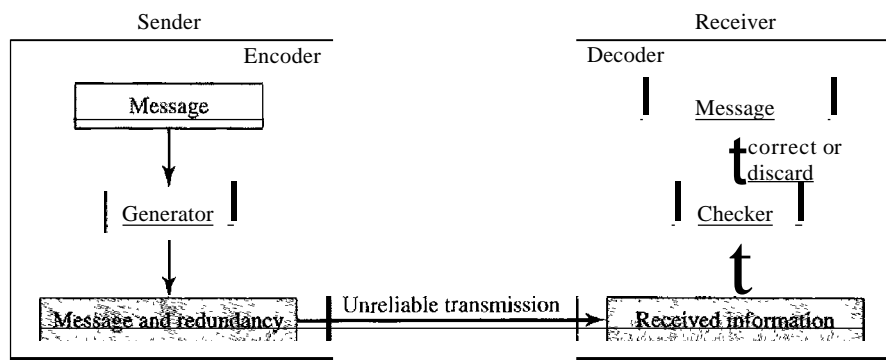 Sender
Encoder
Message
Generator
Message and redundancy
Unreliable transmission
Receiver
Decoder
Message
t correct or
discard
Checker
t
Received information